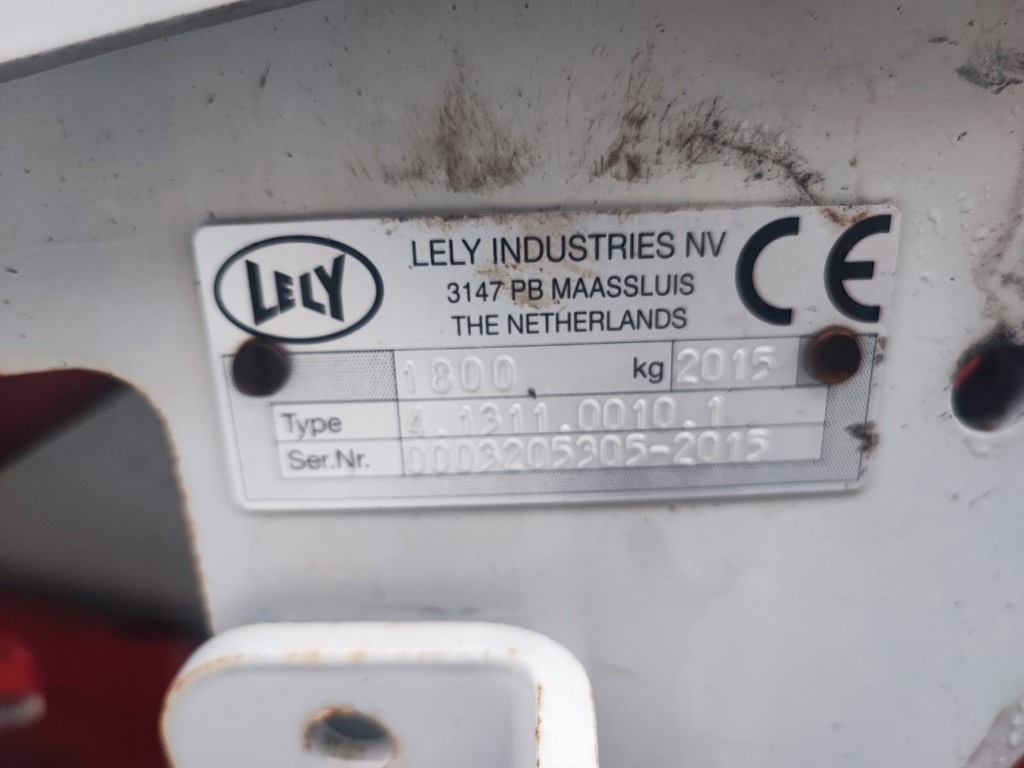 LELY
LELY INDUSTRIES NV
3147 PB MAASSLUIS
THE NETHERLANDS
CE
1800 kg 2015
Type 4.1311.0010.1
Ser.Nr. 0003205305-2015